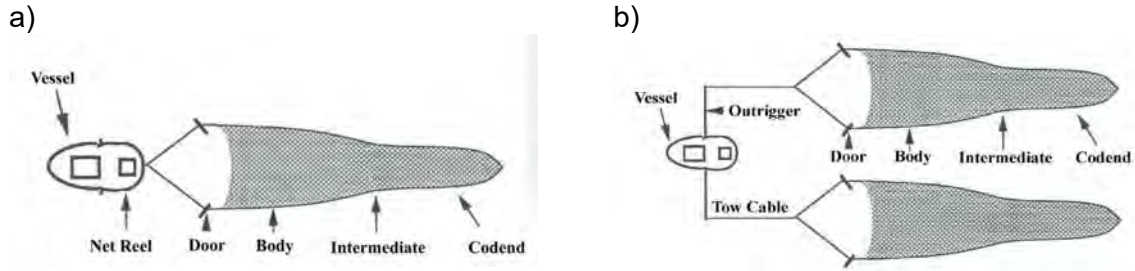 a)
Vessel
Net Reel Door Body Intermediate Codend
b)
Vessel
Outrigger
Door Body Intermediate Codend
Tow Cable